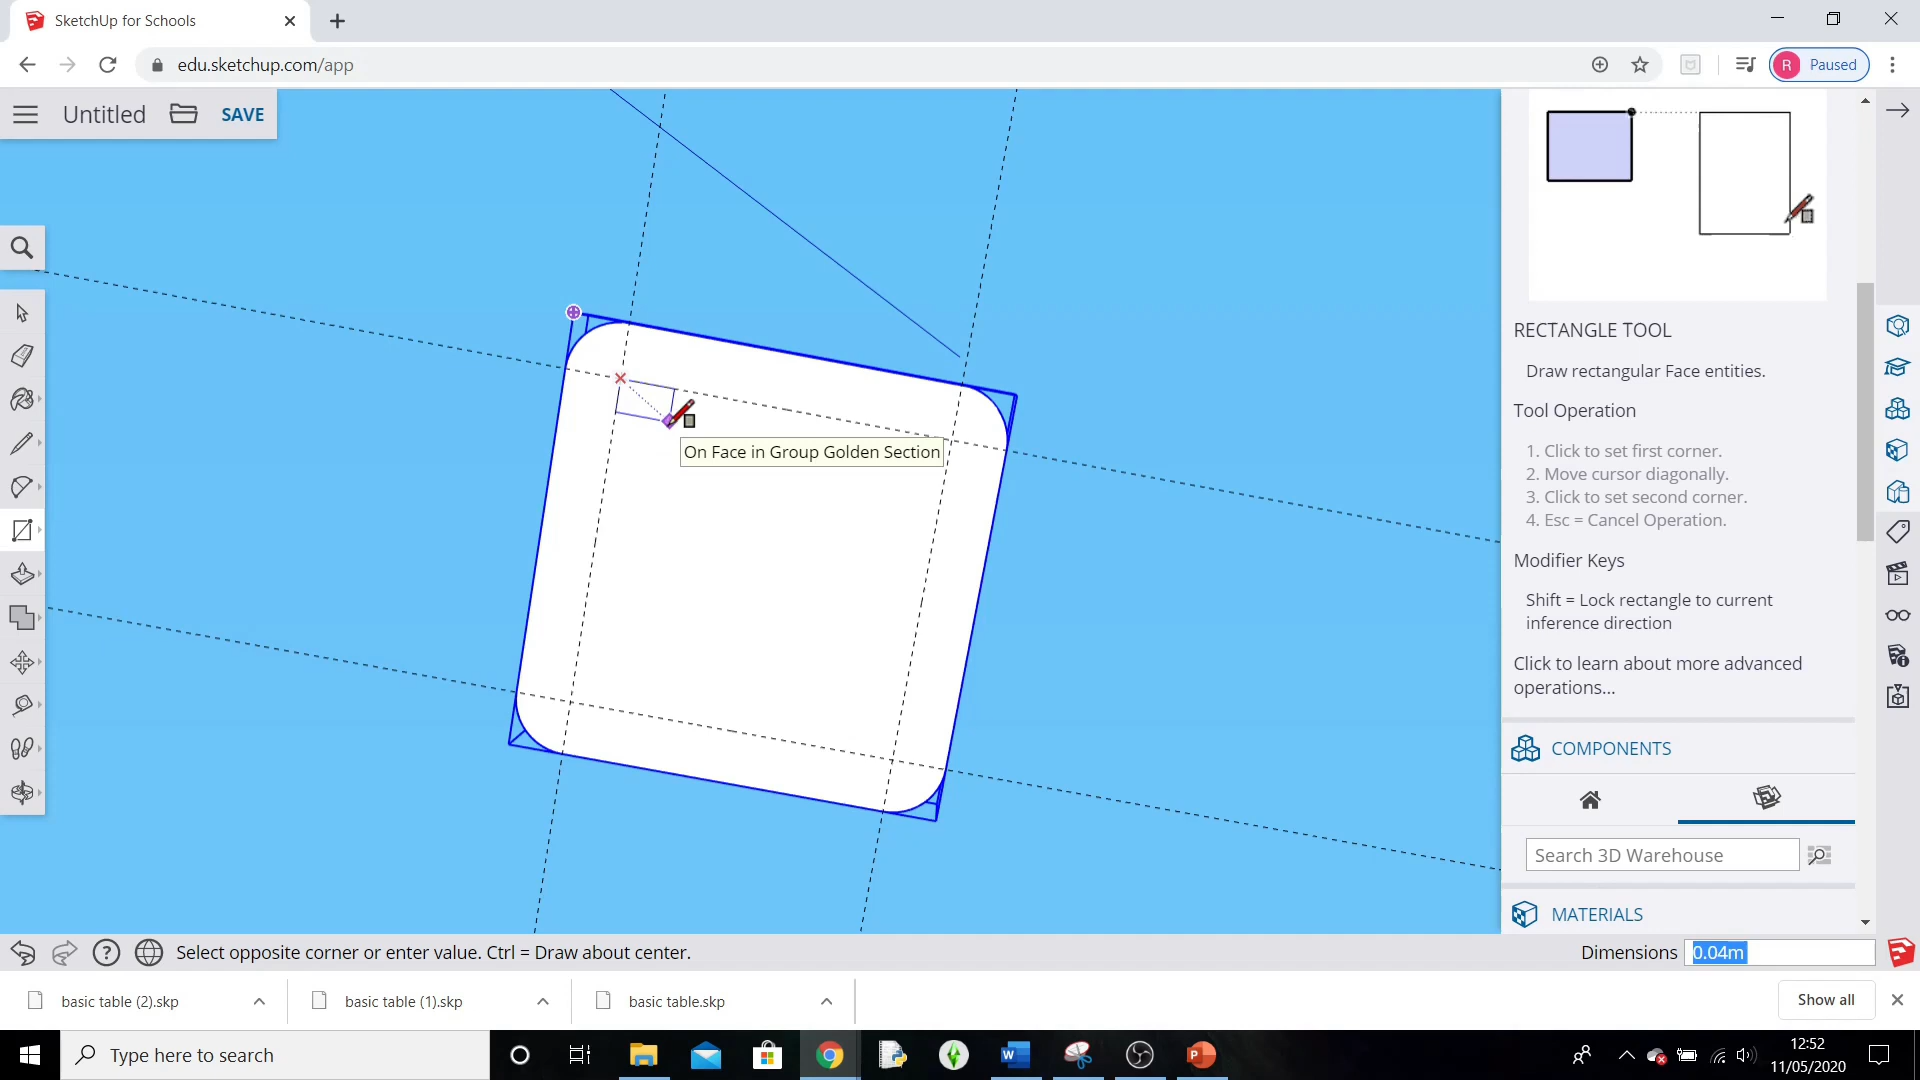 SketchUp for Schools
edu.sketchup.com/app
R Paused
Untitled SAVE
On Face in Group Golden Section
RECTANGLE TOOL
Draw rectangular Face entities.
Tool Operation
1. Click to set first corner.
2. Move cursor diagonally.
3. Click to set second corner.
4. Esc = Cancel Operation.
Modifier Keys
Shift = Lock rectangle to current
inference direction
Click to learn about more advanced
operations...
COMPONENTS
Search 3D Warehouse
MATERIALS
Select opposite corner or enter value. Ctrl = Draw about center.
Dimensions 0.04m
basic table (2).skp
basic table (1).skp
basic table.skp
Show all
Type here to search
12:52
11/05/2020